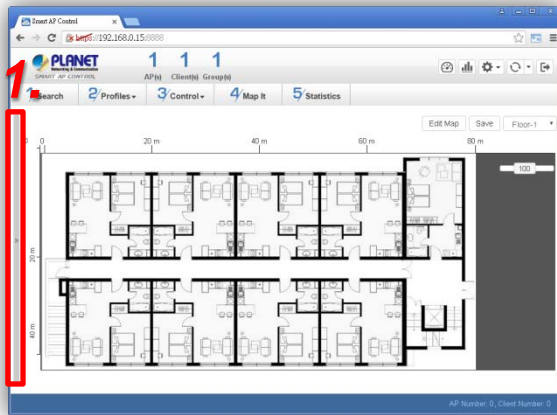 Smart AP Control
https://192.168.0.15:8888
PLANET
Networking & Communication
SMART AP CONTROL
1 1 1
AP(s) Client(s) Group(s)
1.
Search 2 Profiles 3 Control 4 Map It 5 Statistics
Edit Map Save Floor-1
0 0 20 m 40 m 60 m 80 m
100
20 m
40 m
AP Number: 0, Client Number: 0